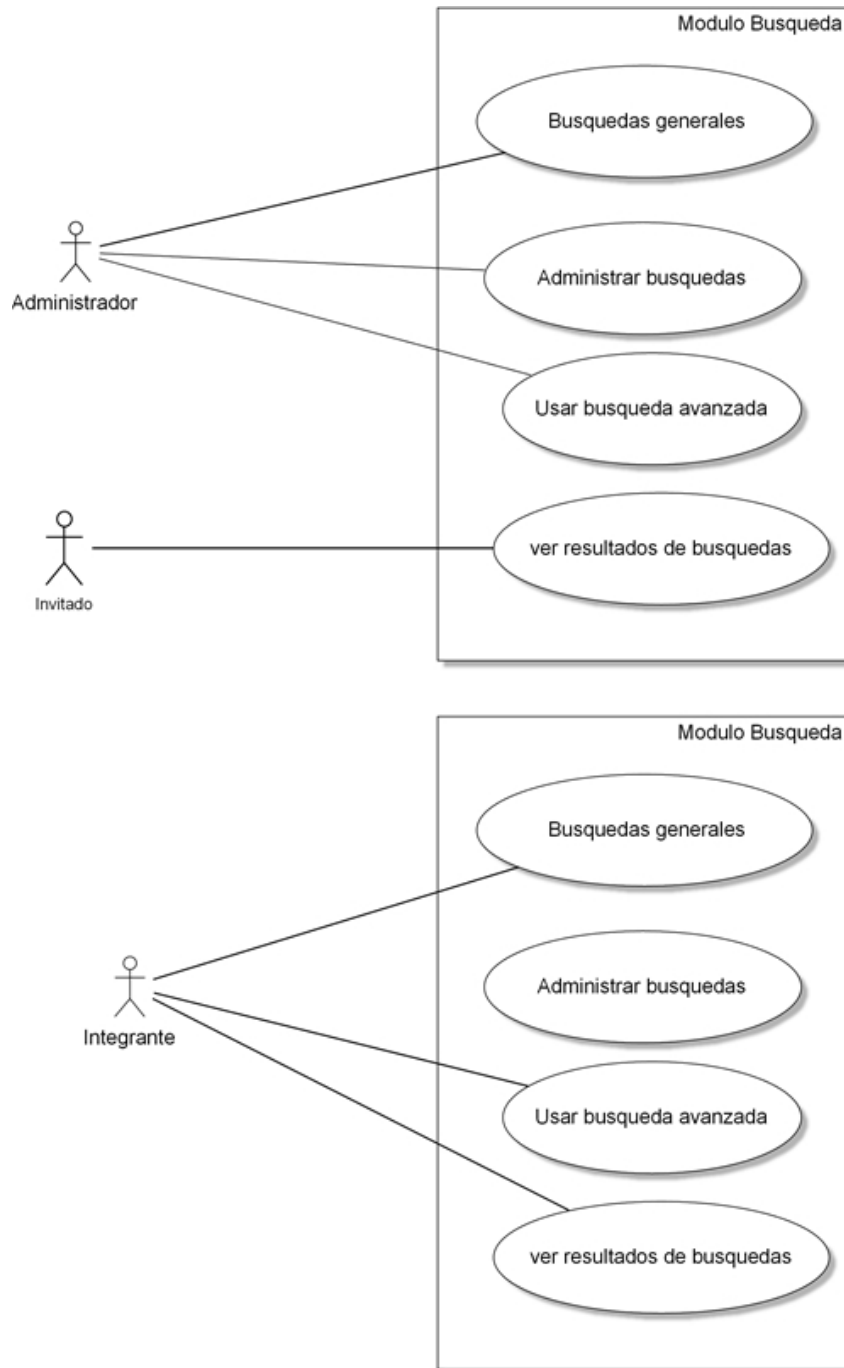 Modulo Busqueda
Busquedas generales
Administrar busquedas
Administrador
Usar busqueda avanzada
ver resultados de busquedas
Invitado
Modulo Busqueda
Busquedas generales
Administrar busquedas
Integrante
Usar busqueda avanzada
ver resultados de busquedas